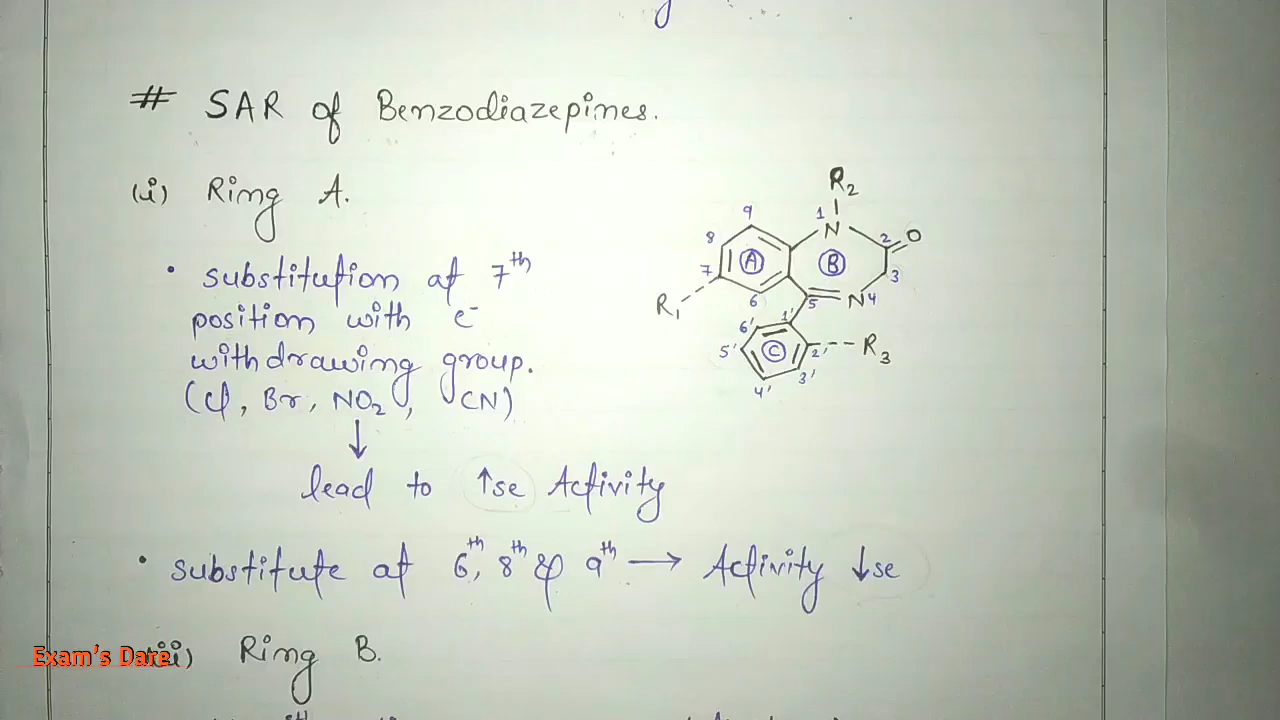 # SAR of Benzodiazepines.
(i) Ring A.
• substitution at 7th
position with e-
withdrawing group.
(Cl, Br, NO2, CN)
↓
lead to ↑se Activity
• substitute at 6th, 8th & 9th → Activity ↓se
ii) Ring B.
R2
1 N
2 O
3
N 4
5
6
7
8
9
A
B
R1
1'
2' R3
3'
4'
5'
6'
C
Exam's Dare